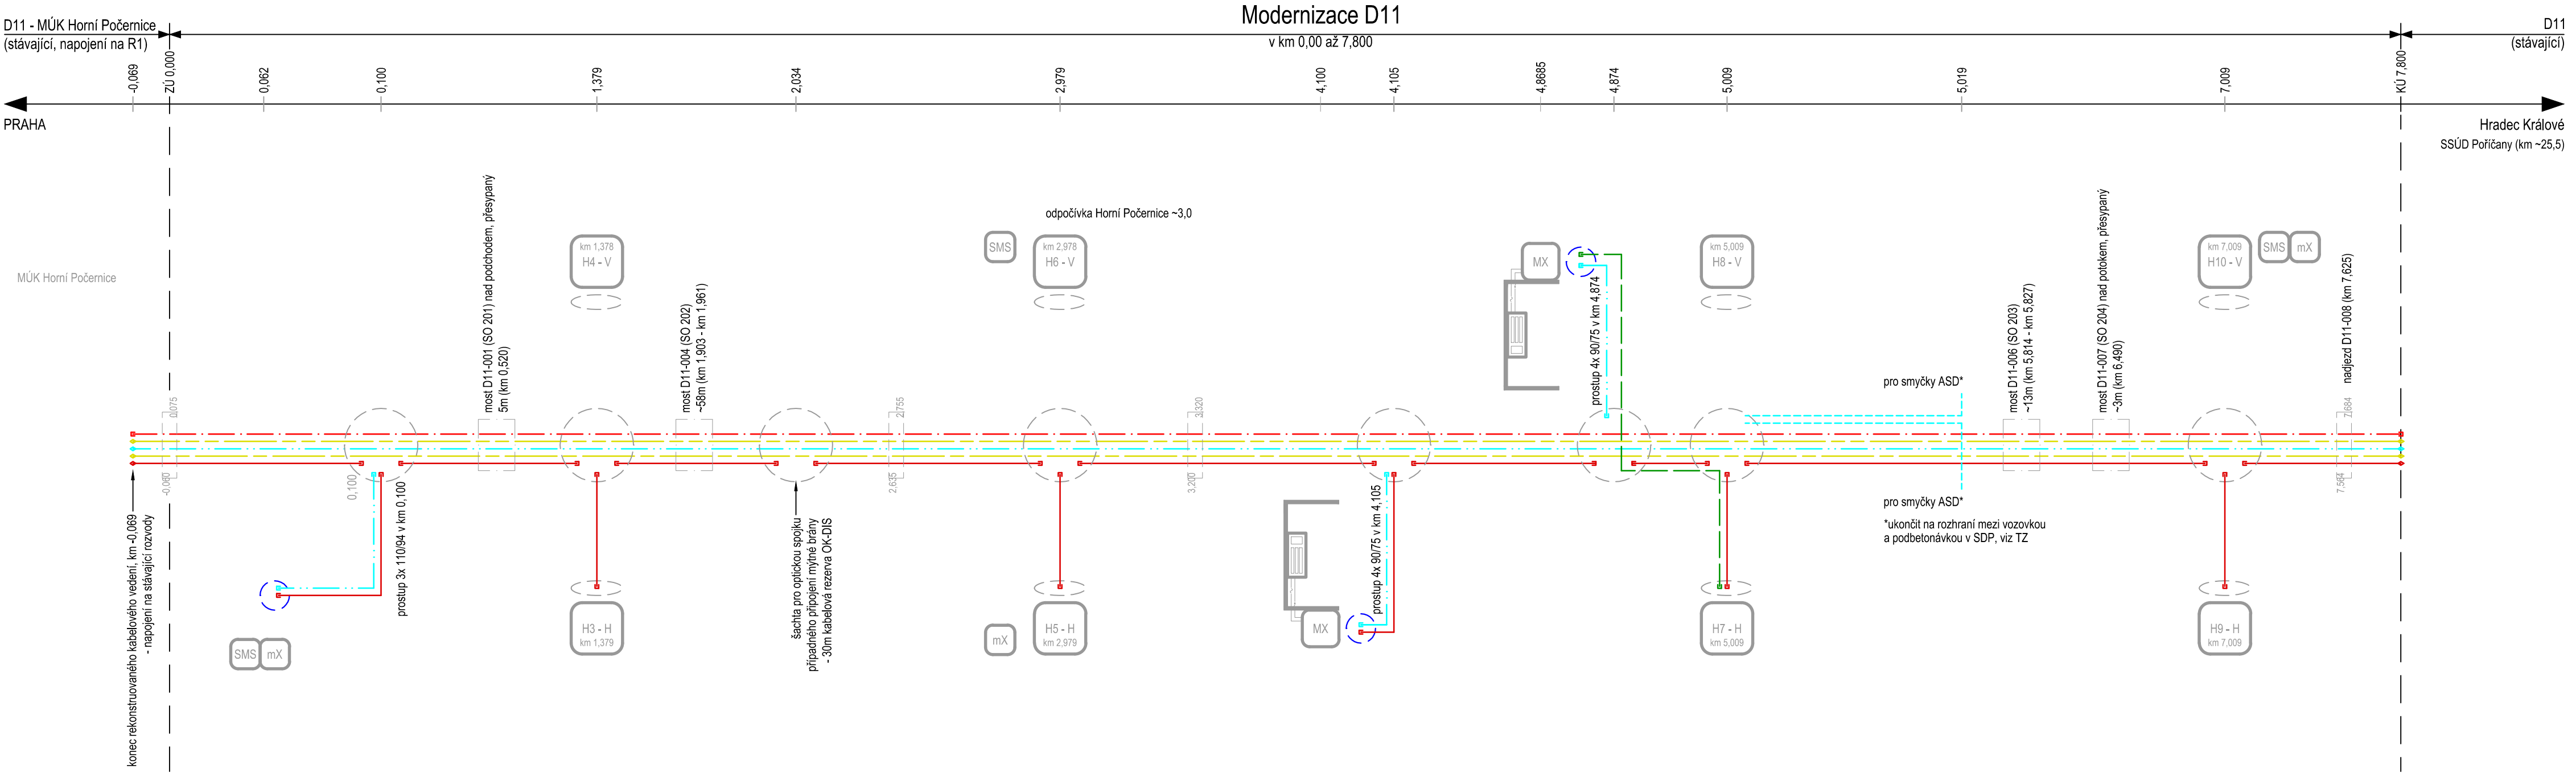 Modernizace D11
v km 0,00 až 7,800
D11 - MÚK Horní Počernice
(stávající, napojení na R1)
D11
(stávající)
-0,069
ZÚ 0,000
0,062
0,100
1,379
2,034
2,979
4,100
4,105
4,8685
4,874
5,009
5,019
7,009
KÚ 7,800
PRAHA
Hradec Králové
SSÚD Poříčany (km ~25,5)
MÚK Horní Počernice
odpočívka Horní Počernice ~3,0
most D11-001 (SO 201) nad podchodem, přesypaný
5m (km 0,520)
km 1,378
H4 - V
most D11-004 (SO 202)
~58m (km 1,903 - km 1,961)
SMS
km 2,978
H6 - V
MX
prostup 4x 90/75 v km 4,874
km 5,009
H8 - V
pro smyčky ASD*
most D11-006 (SO 203)
~13m (km 5,814 - km 5,827)
most D11-007 (SO 204) nad potokem, přesypaný
~3m (km 6,490)
km 7,009
H10 - V
SMS
mX
nadjezd D11-008 (km 7,625)
0,075
2,755
3,320
7,684
-0,060
0,100
2,635
3,200
7,564
konec rekonstruovaného kabelového vedení, km -0,069
- napojení na stávající rozvody
SMS
mX
prostup 3x 110/94 v km 0,100
H3 - H
km 1,379
šachta pro optickou spojku
případného připojení mýtné brány
- 30m kabelová rezerva OK-DIS
mX
H5 - H
km 2,979
MX
prostup 4x 90/75 v km 4,105
H7 - H
km 5,009
pro smyčky ASD*
*ukončit na rozhraní mezi vozovkou
a podbetonávkou v SDP, viz TZ
H9 - H
km 7,009